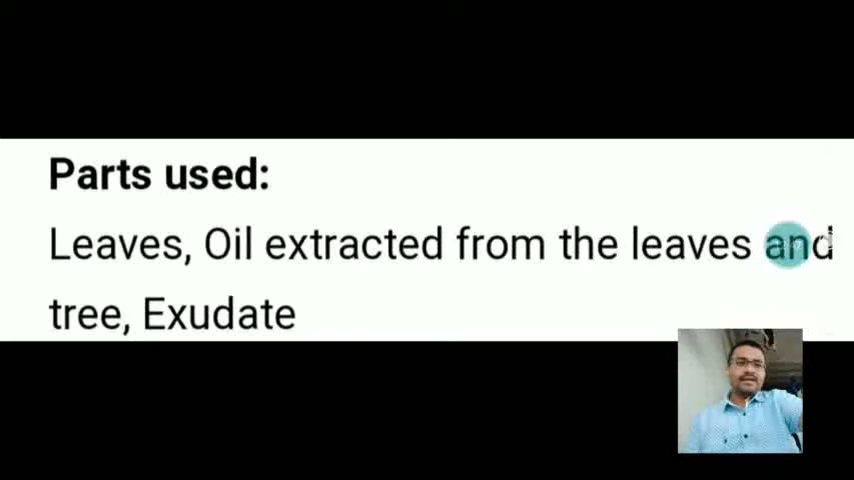 Parts used:
Leaves, Oil extracted from the leaves and
tree, Exudate